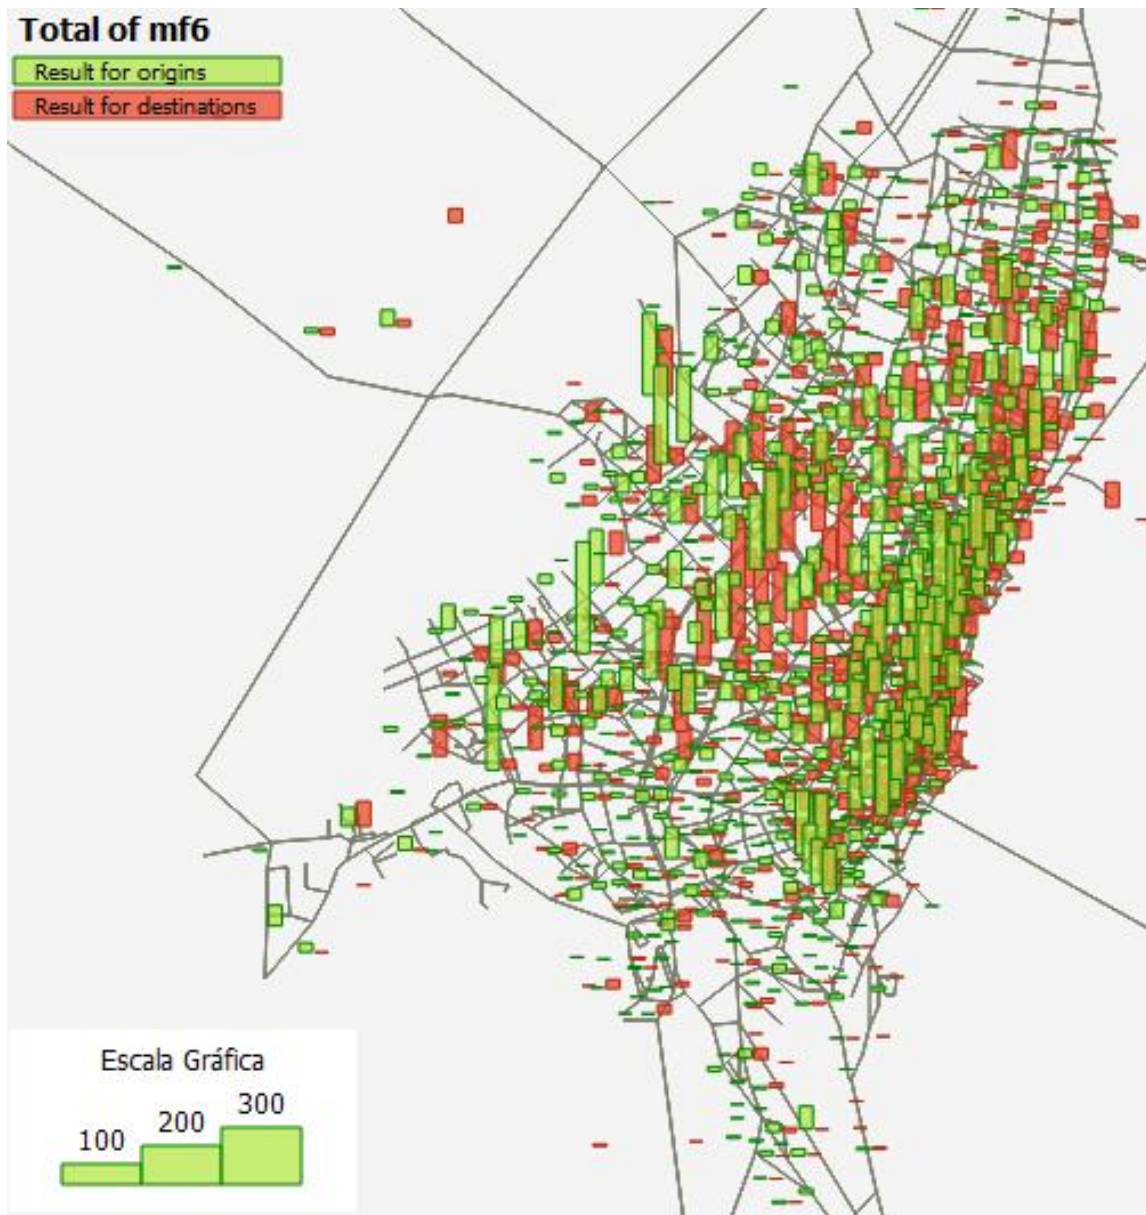 Total of mf6
Result for origins
Result for destinations
Escala Gráfica
100
200
300